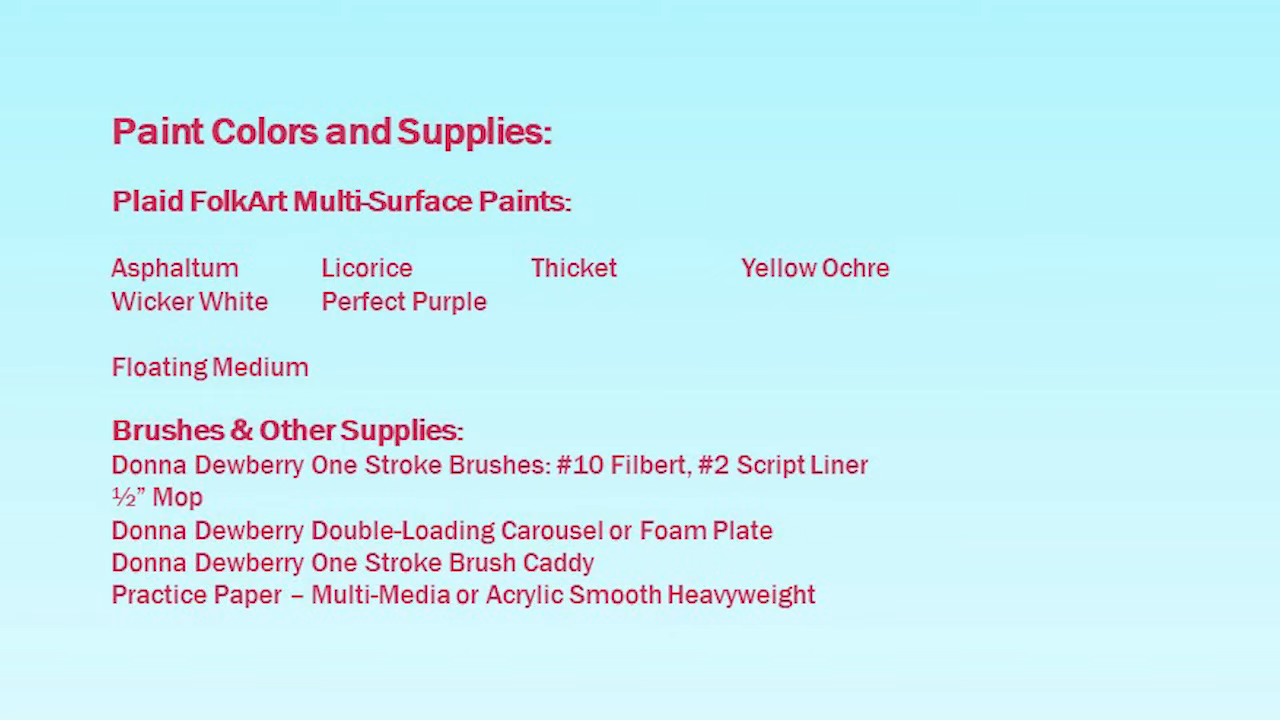 Paint Colors and Supplies:
Plaid FolkArt Multi-Surface Paints:
Asphaltum Licorice Thicket Yellow Ochre
Wicker White Perfect Purple
Floating Medium
Brushes & Other Supplies:
Donna Dewberry One Stroke Brushes: #10 Filbert, #2 Script Liner
½” Mop
Donna Dewberry Double-Loading Carousel or Foam Plate
Donna Dewberry One Stroke Brush Caddy
Practice Paper – Multi-Media or Acrylic Smooth Heavyweight